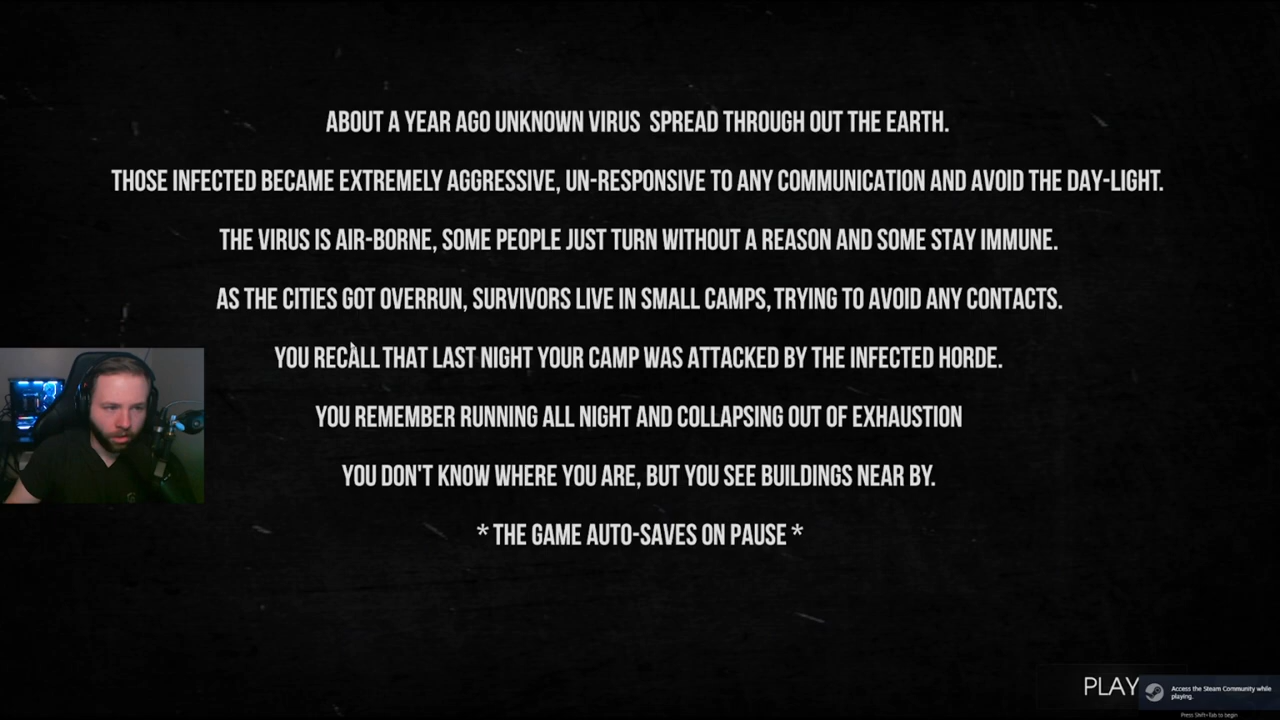 ABOUT A YEAR AGO UNKNOWN VIRUS SPREAD THROUGH OUT THE EARTH.
THOSE INFECTED BECAME EXTREMELY AGGRESSIVE, UN-RESPONSIVE TO ANY COMMUNICATION AND AVOID THE DAY-LIGHT.
THE VIRUS IS AIR-BORNE, SOME PEOPLE JUST TURN WITHOUT A REASON AND SOME STAY IMMUNE.
AS THE CITIES GOT OVERRUN, SURVIVORS LIVE IN SMALL CAMPS, TRYING TO AVOID ANY CONTACTS.
YOU RECALL THAT LAST NIGHT YOUR CAMP WAS ATTACKED BY THE INFECTED HORDE.
YOU REMEMBER RUNNING ALL NIGHT AND COLLAPSING OUT OF EXHAUSTION
YOU DON'T KNOW WHERE YOU ARE, BUT YOU SEE BUILDINGS NEAR BY.
* THE GAME AUTO-SAVES ON PAUSE *
PLAY
Access the Steam Community while
playing.
Press Shift+Tab to begin